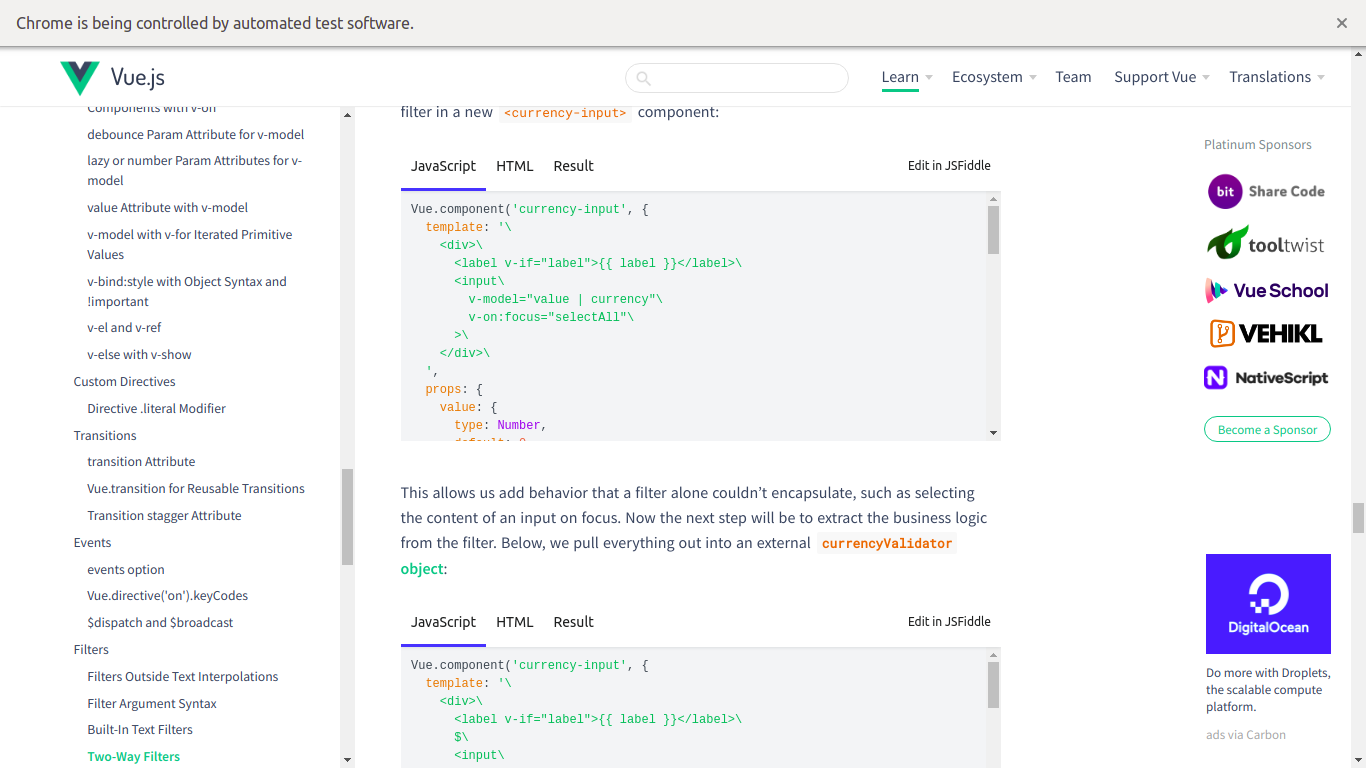 Chrome is being controlled by automated test software.
Vue.js
Learn
Ecosystem
Team
Support Vue
Translations
Components with v-on
debounce Param Attribute for v-model
lazy or number Param Attributes for v-
model
value Attribute with v-model
v-model with v-for Iterated Primitive
Values
v-bind:style with Object Syntax and
!important
v-el and v-ref
v-else with v-show
Custom Directives
Directive .literal Modifier
Transitions
transition Attribute
Vue.transition for Reusable Transitions
Transition stagger Attribute
Events
events option
Vue.directive('on').keyCodes
$dispatch and $broadcast
Filters
Filters Outside Text Interpolations
Filter Argument Syntax
Built-In Text Filters
Two-Way Filters
filter in a new <currency-input> component:
JavaScript HTML Result Edit in JSFiddle
Vue.component('currency-input', {
template: '\
<div>\
<label v-if="label">{{ label }}</label>\
<input\
v-model="value | currency"\
v-on:focus="selectAll"\
>\
</div>\
',
props: {
value: {
type: Number,
default: 0
This allows us add behavior that a filter alone couldn’t encapsulate, such as selecting
the content of an input on focus. Now the next step will be to extract the business logic
from the filter. Below, we pull everything out into an external currencyValidator
object:
JavaScript HTML Result Edit in JSFiddle
Vue.component('currency-input', {
template: '\
<div>\
<label v-if="label">{{ label }}</label>\
$\
<input\
Platinum Sponsors
bit Share Code
tooltwist
Vue School
VEHIKL
NativeScript
Become a Sponsor
DigitalOcean
Do more with Droplets,
the scalable compute
platform.
ads via Carbon